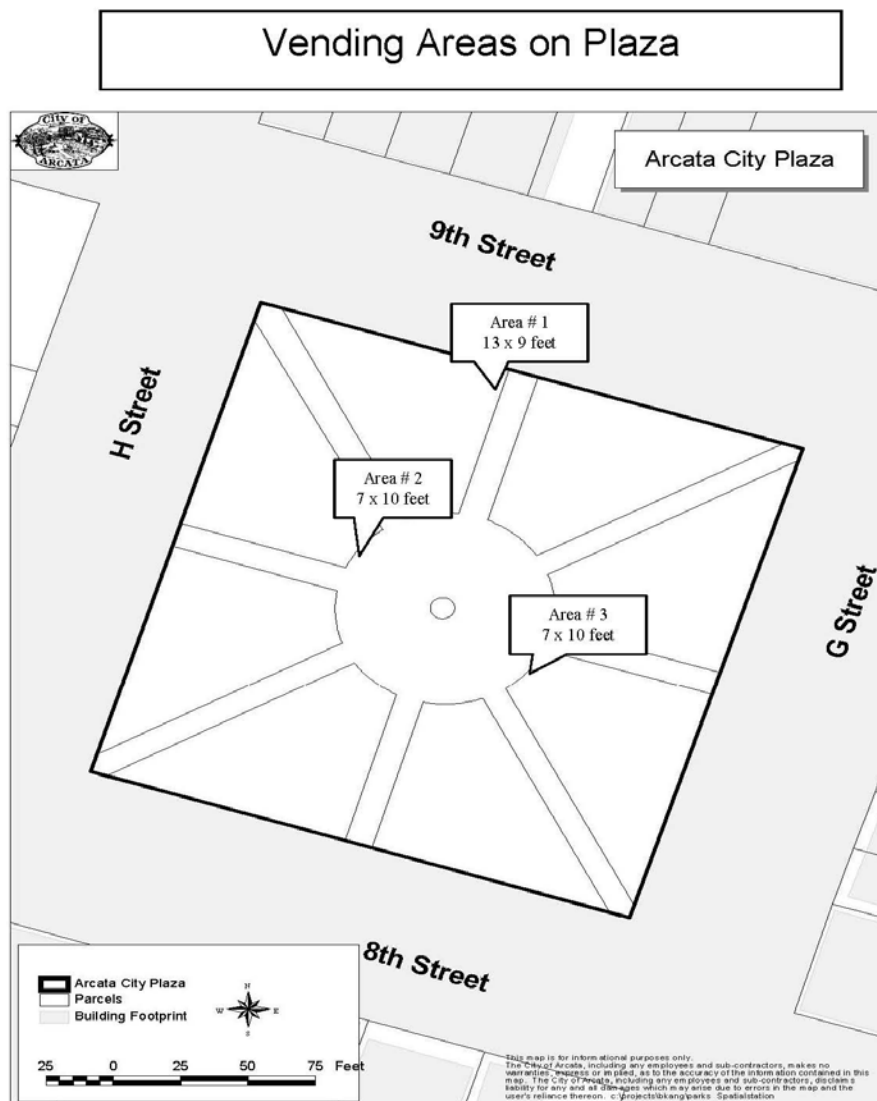 Vending Areas on Plaza
City of
ARCATA
Arcata City Plaza
9th Street
Area # 1
13 x 9 feet
H Street
Area # 2
7 x 10 feet
Area # 3
7 x 10 feet
G Street
8th Street
Arcata City Plaza
Parcels
Building Footprint
N
W E
S
25 0 25 50 75 Feet
This map is for informational purposes only.
The City of Arcata, including any employees and sub-contractors, makes no
warranties, express or implied, as to the accuracy of the information contained in this
map. The City of Arcata, including any employees and sub-contractors, disclaims
liability for any and all damages which may arise due to errors in the map and the
user's reliance thereon. c:\projects\bkang\parks Spatialstation